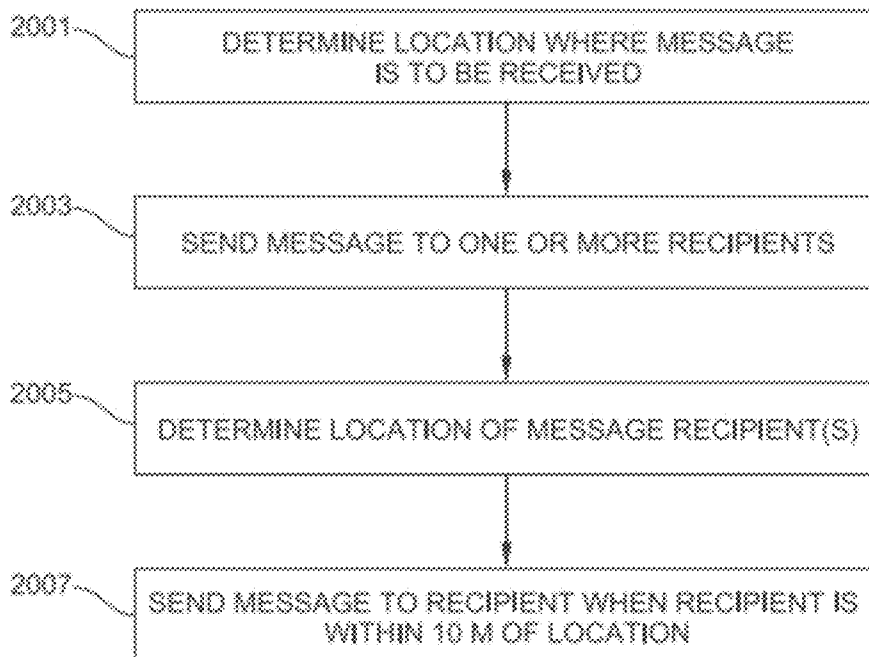 2001
DETERMINE LOCATION WHERE MESSAGE
IS TO BE RECEIVED
2003
SEND MESSAGE TO ONE OR MORE RECIPIENTS
2005
DETERMINE LOCATION OF MESSAGE RECIPIENT(S)
2007
SEND MESSAGE TO RECIPIENT WHEN RECIPIENT IS
WITHIN 10 M OF LOCATION